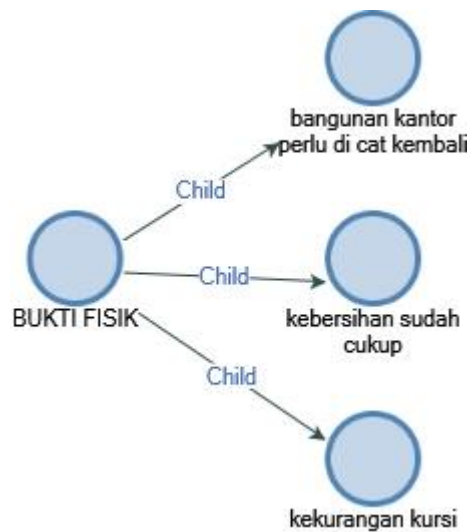 bangunan kantor
perlu di cat kembali
Child
BUKTI FISIK
Child
kebersihan sudah
cukup
Child
kekurangan kursi